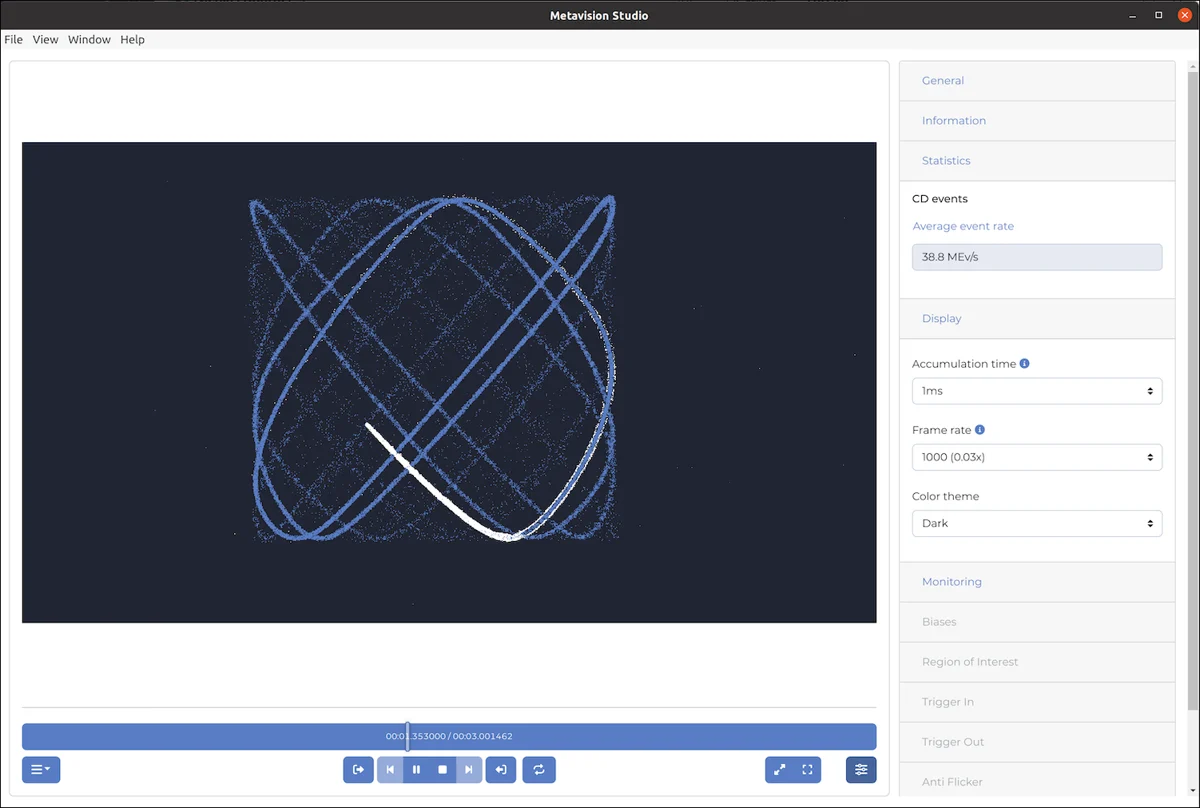 Metavision Studio
File View Window Help
General
Information
Statistics
CD events
Average event rate
38.8 MEv/s
Display
Accumulation time
1ms
Frame rate
1000 (0.03x)
Color theme
Dark
Monitoring
Biases
Region of Interest
Trigger In
Trigger Out
Anti Flicker
00:01.353000 / 00:03.001462